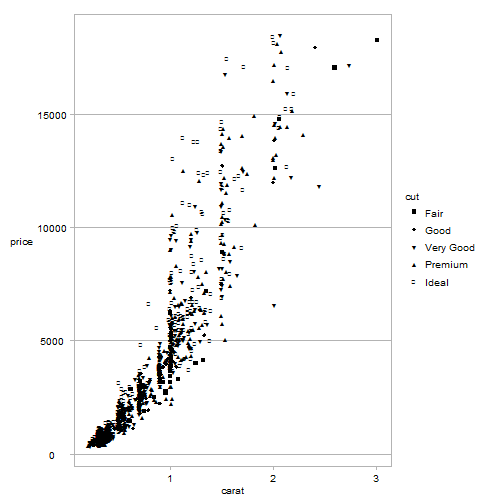 15000
10000
5000
0
price
1 2 3
carat
cut
Fair
Good
Very Good
Premium
Ideal